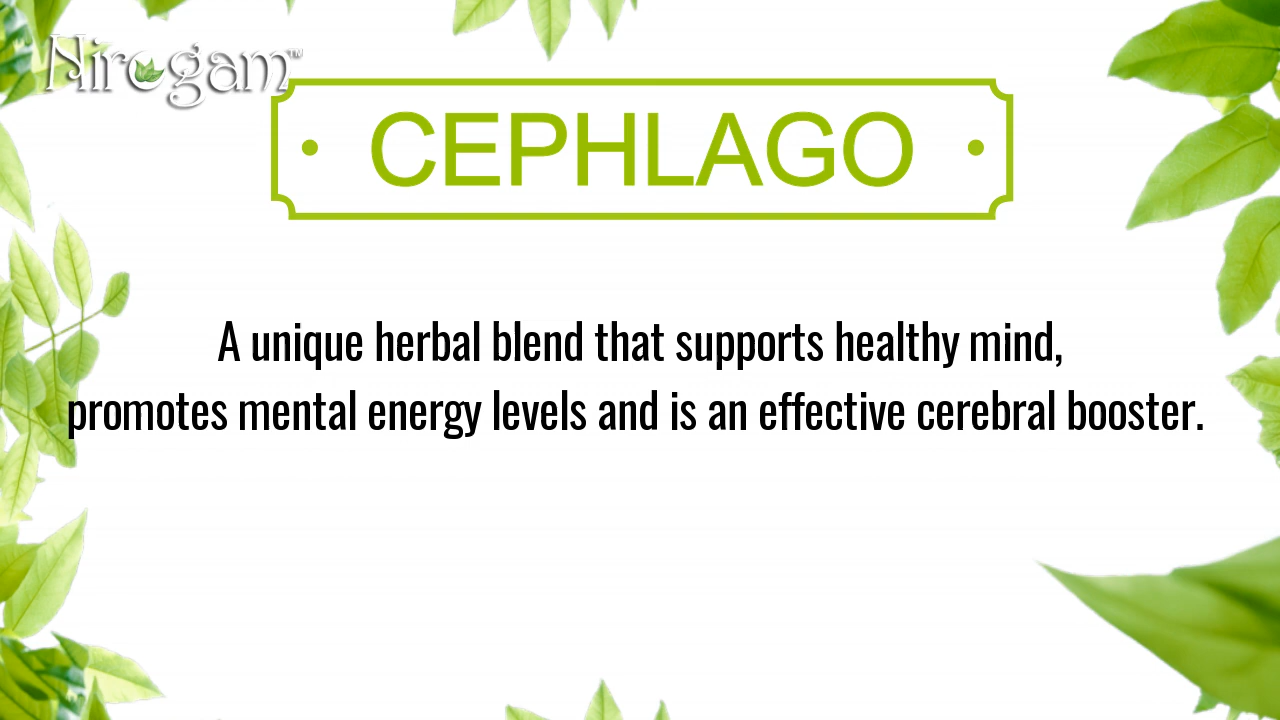 Nirogam™
CEPHLAGO
A unique herbal blend that supports healthy mind,
promotes mental energy levels and is an effective cerebral booster.